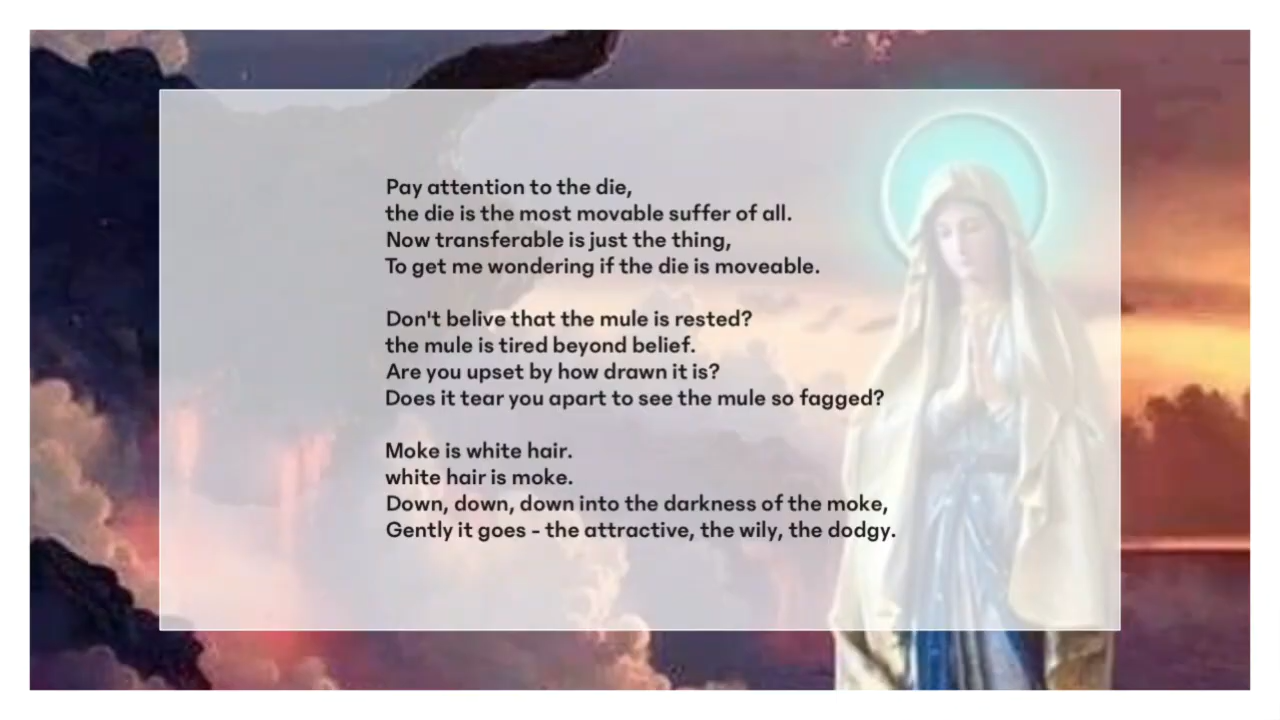 Pay attention to the die,
the die is the most movable suffer of all.
Now transferable is just the thing,
To get me wondering if the die is moveable.
Don't belive that the mule is rested?
the mule is tired beyond belief.
Are you upset by how drawn it is?
Does it tear you apart to see the mule so fagged?
Moke is white hair.
white hair is moke.
Down, down, down into the darkness of the moke,
Gently it goes - the attractive, the wily, the dodgy.